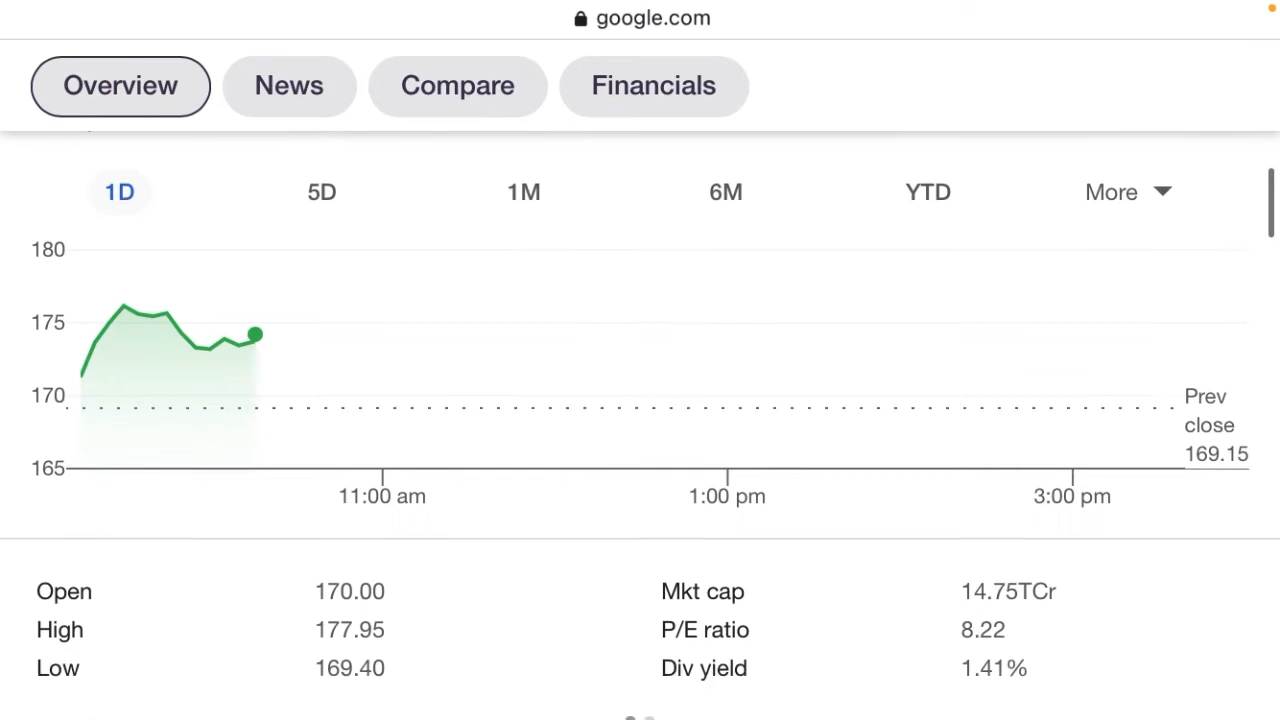 google.com
Overview News Compare Financials
1D 5D 1M 6M YTD More
180
175
170
165
Prev
close
169.15
11:00 am 1:00 pm 3:00 pm
Open 170.00 Mkt cap 14.75TCr
High 177.95 P/E ratio 8.22
Low 169.40 Div yield 1.41%